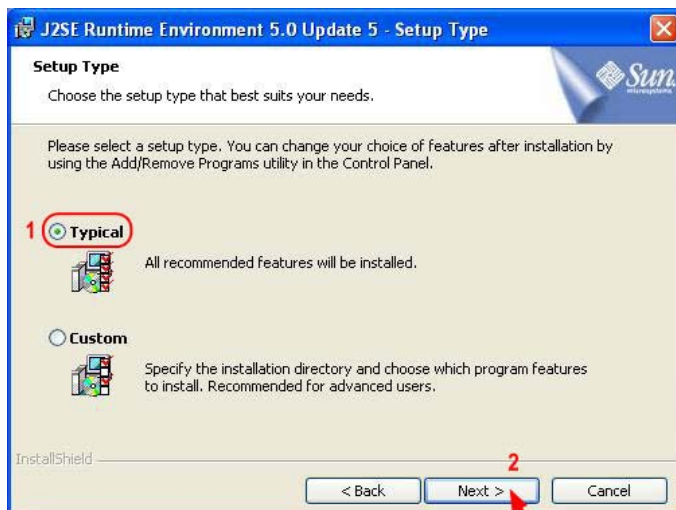 J2SE Runtime Environment 5.0 Update 5 - Setup Type
Setup Type
Choose the setup type that best suits your needs.
Sun
microsystems
Please select a setup type. You can change your choice of features after installation by
using the Add/Remove Programs utility in the Control Panel.
1 Typical
All recommended features will be installed.
Custom
Specify the installation directory and choose which program features
to install. Recommended for advanced users.
InstallShield
2
< Back
Next >
Cancel